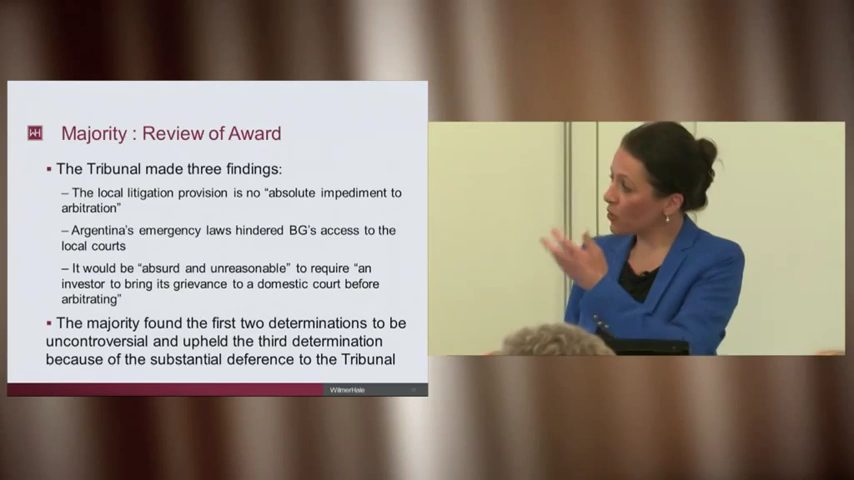 WH
Majority : Review of Award
▪ The Tribunal made three findings:
– The local litigation provision is no “absolute impediment to
arbitration”
– Argentina’s emergency laws hindered BG’s access to the
local courts
– It would be “absurd and unreasonable” to require “an
investor to bring its grievance to a domestic court before
arbitrating”
▪ The majority found the first two determinations to be
uncontroversial and upheld the third determination
because of the substantial deference to the Tribunal
WilmerHale